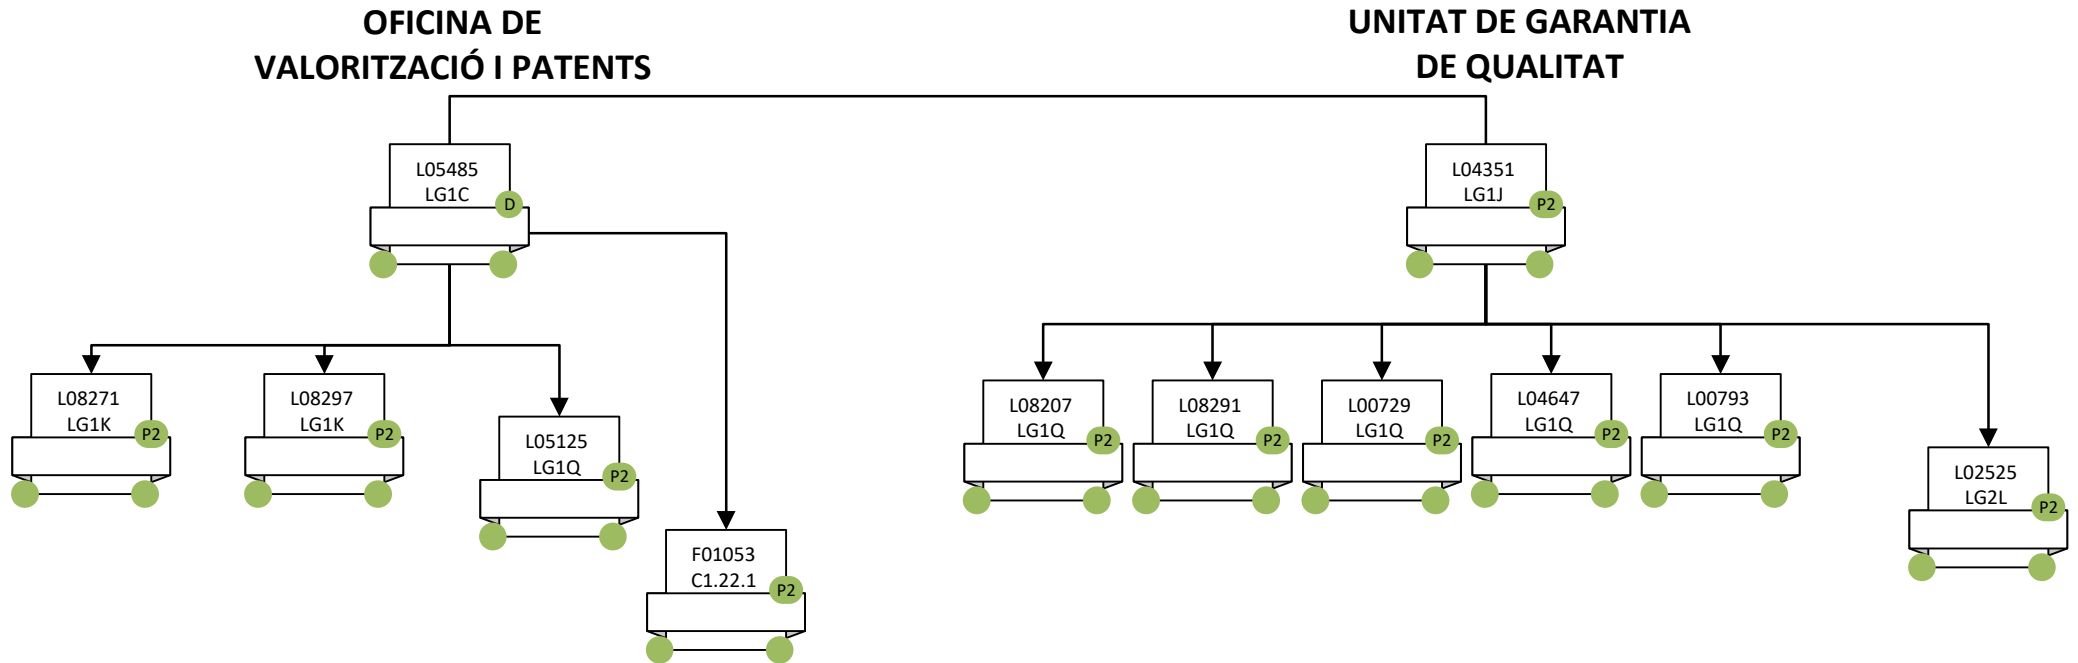 OFICINA DE
VALORITZACIÓ I PATENTS
UNITAT DE GARANTIA
DE QUALITAT
L05485
LG1C
D
L04351
LG1J
P2
L08271
LG1K
P2
L08297
LG1K
P2
L05125
LG1Q
P2
F01053
C1.22.1
P2
L08207
LG1Q
P2
L08291
LG1Q
P2
L00729
LG1Q
P2
L04647
LG1Q
P2
L00793
LG1Q
P2
L02525
LG2L
P2